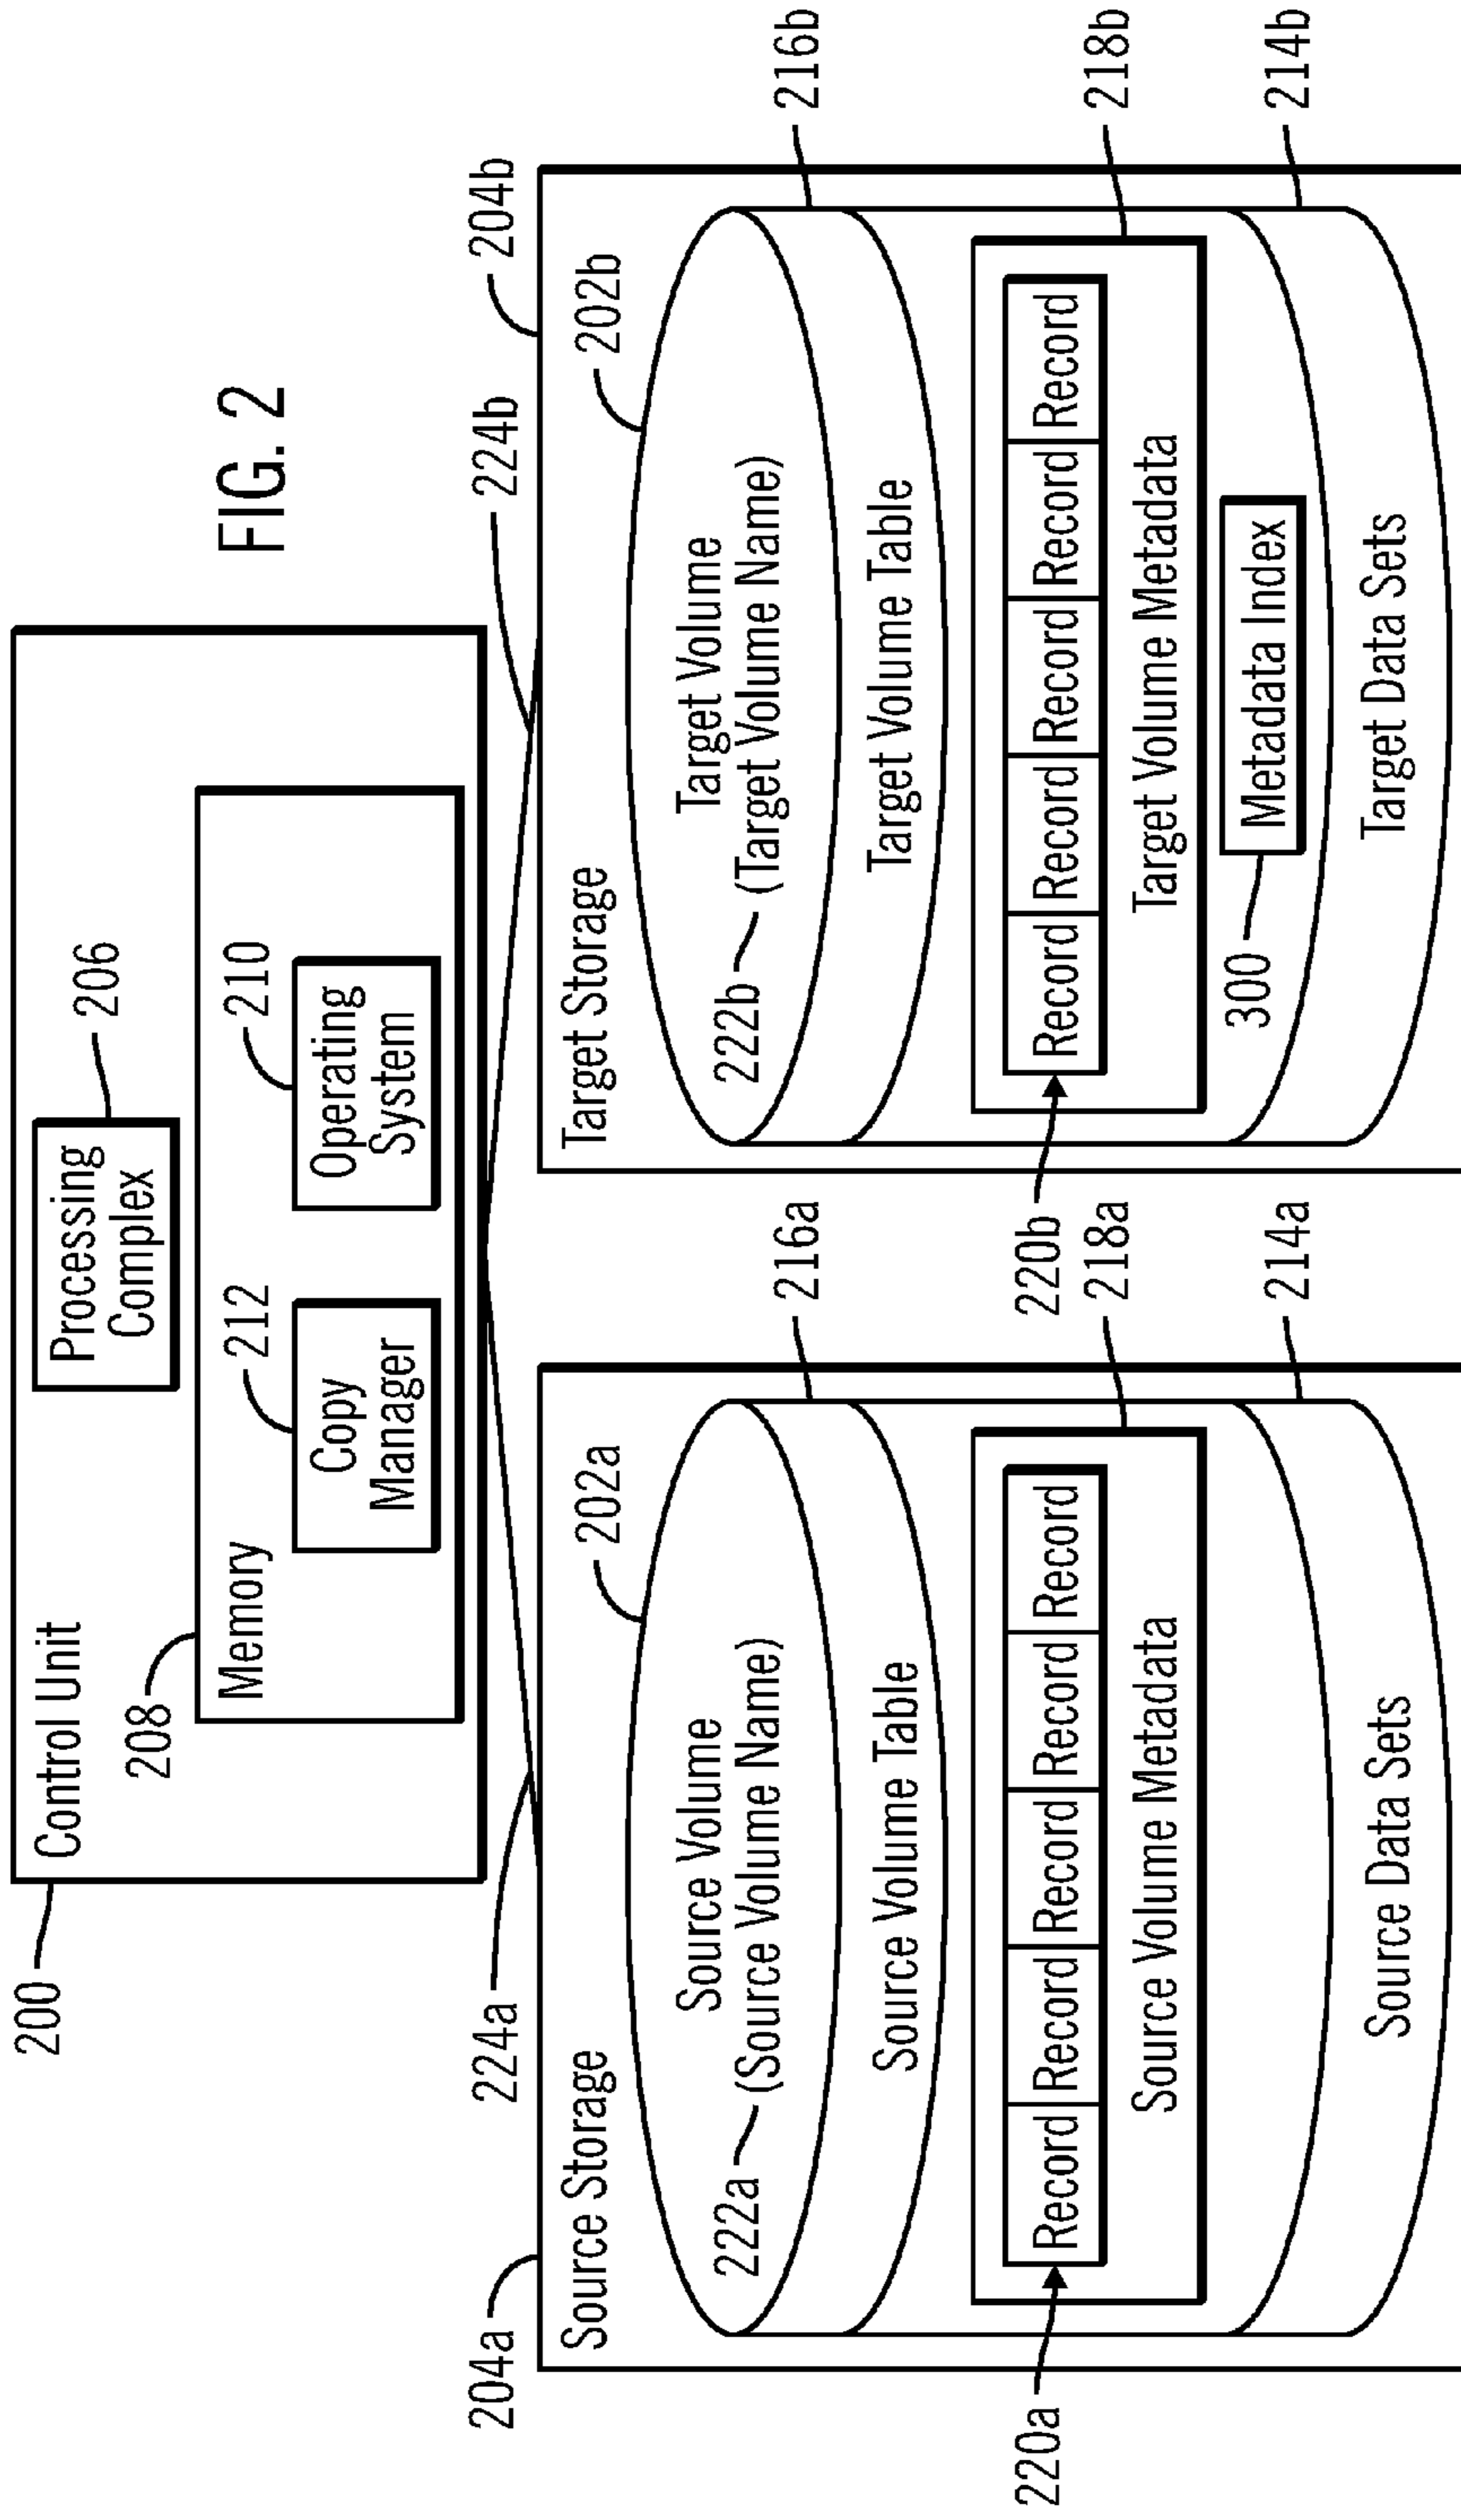 FIG. 2
200
Control Unit
Processing
Complex
206
208
Memory
212
210
Copy
Manager
Operating
System
204a
224a
224b
204b
Source Storage
202a
Source Volume
222a
(Source Volume Name)
216a
Source Volume Table
220a
Record Record Record Record Record
218a
Source Volume Metadata
214a
Source Data Sets
Target Storage
202b
Target Volume
222b
(Target Volume Name)
216b
Target Volume Table
220b
Record Record Record Record Record
218b
Target Volume Metadata
300
Metadata Index
214b
Target Data Sets